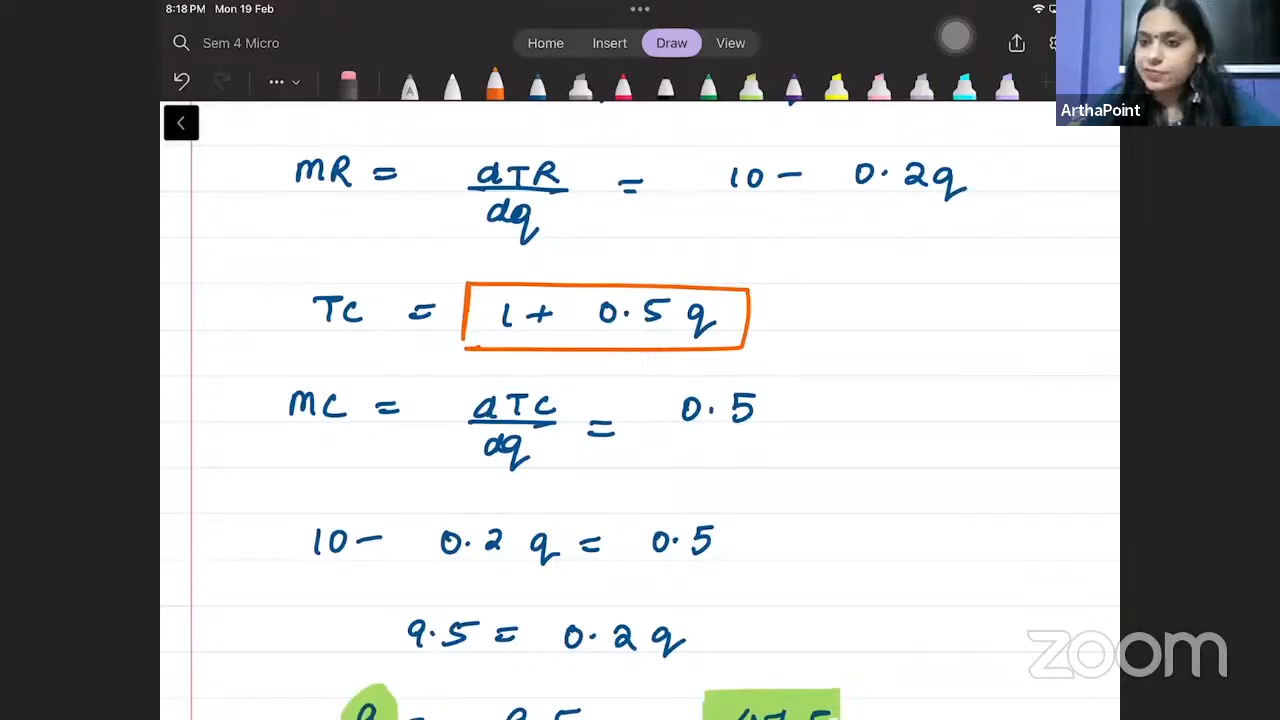 8:18 PM Mon 19 Feb
Sem 4 Micro
Home Insert Draw View
ArthaPoint
MR = dTR/dq = 10 - 0.2q
TC = 1 + 0.5 q
MC = dTC/dq = 0.5
10 - 0.2 q = 0.5
9.5 = 0.2 q
zoom